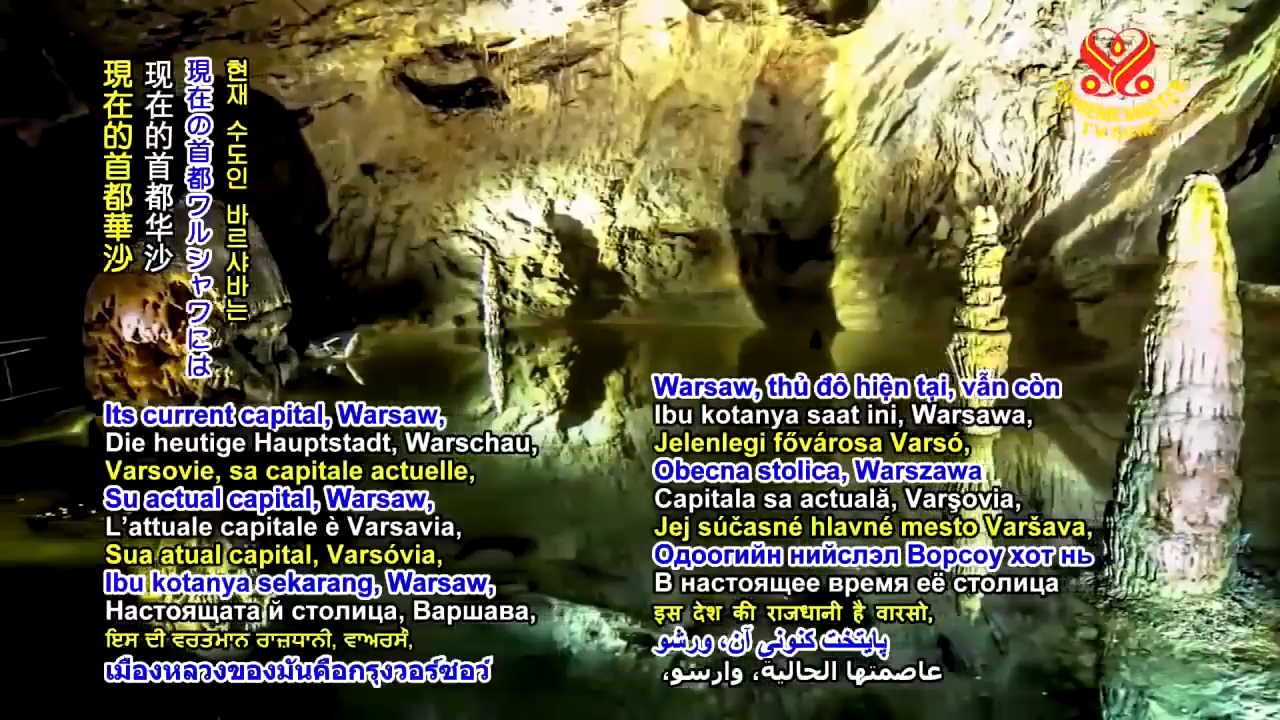 現在的首都華沙
现在的首都华沙
現在の首都ワルシャワには
현재 수도인 바르샤바는
SUPREMEMASTER
TV.COM
Its current capital, Warsaw,
Die heutige Hauptstadt, Warschau,
Varsovie, sa capitale actuelle,
Su actual capital, Warsaw,
L’attuale capitale è Varsavia,
Sua atual capital, Varsóvia,
Ibu kotanya sekarang, Warsaw,
Настоящата ѝ столица, Варшава,
ਇਸ ਦੀ ਵਰਤਮਾਨ ਰਾਜ਼ਧਾਨੀ, ਵਾਅਰਸੋਂ,
เมืองหลวงของมันคือกรุงวอร์ซอว์
Warsaw, thủ đô hiện tại, vẫn còn
Ibu kotanya saat ini, Warsawa,
Jelenlegi fővárosa Varsó,
Obecna stolica, Warszawa
Capitala sa actuală, Varşovia,
Jej súčasné hlavné mesto Varšava,
Одоогийн нийслэл Ворсоу хот нь
В настоящее время её столица
इस देश की राजधानी है वारसो,
پایتخت کنونی آن، ورشو
عاصمتها الحالية، وارسو،